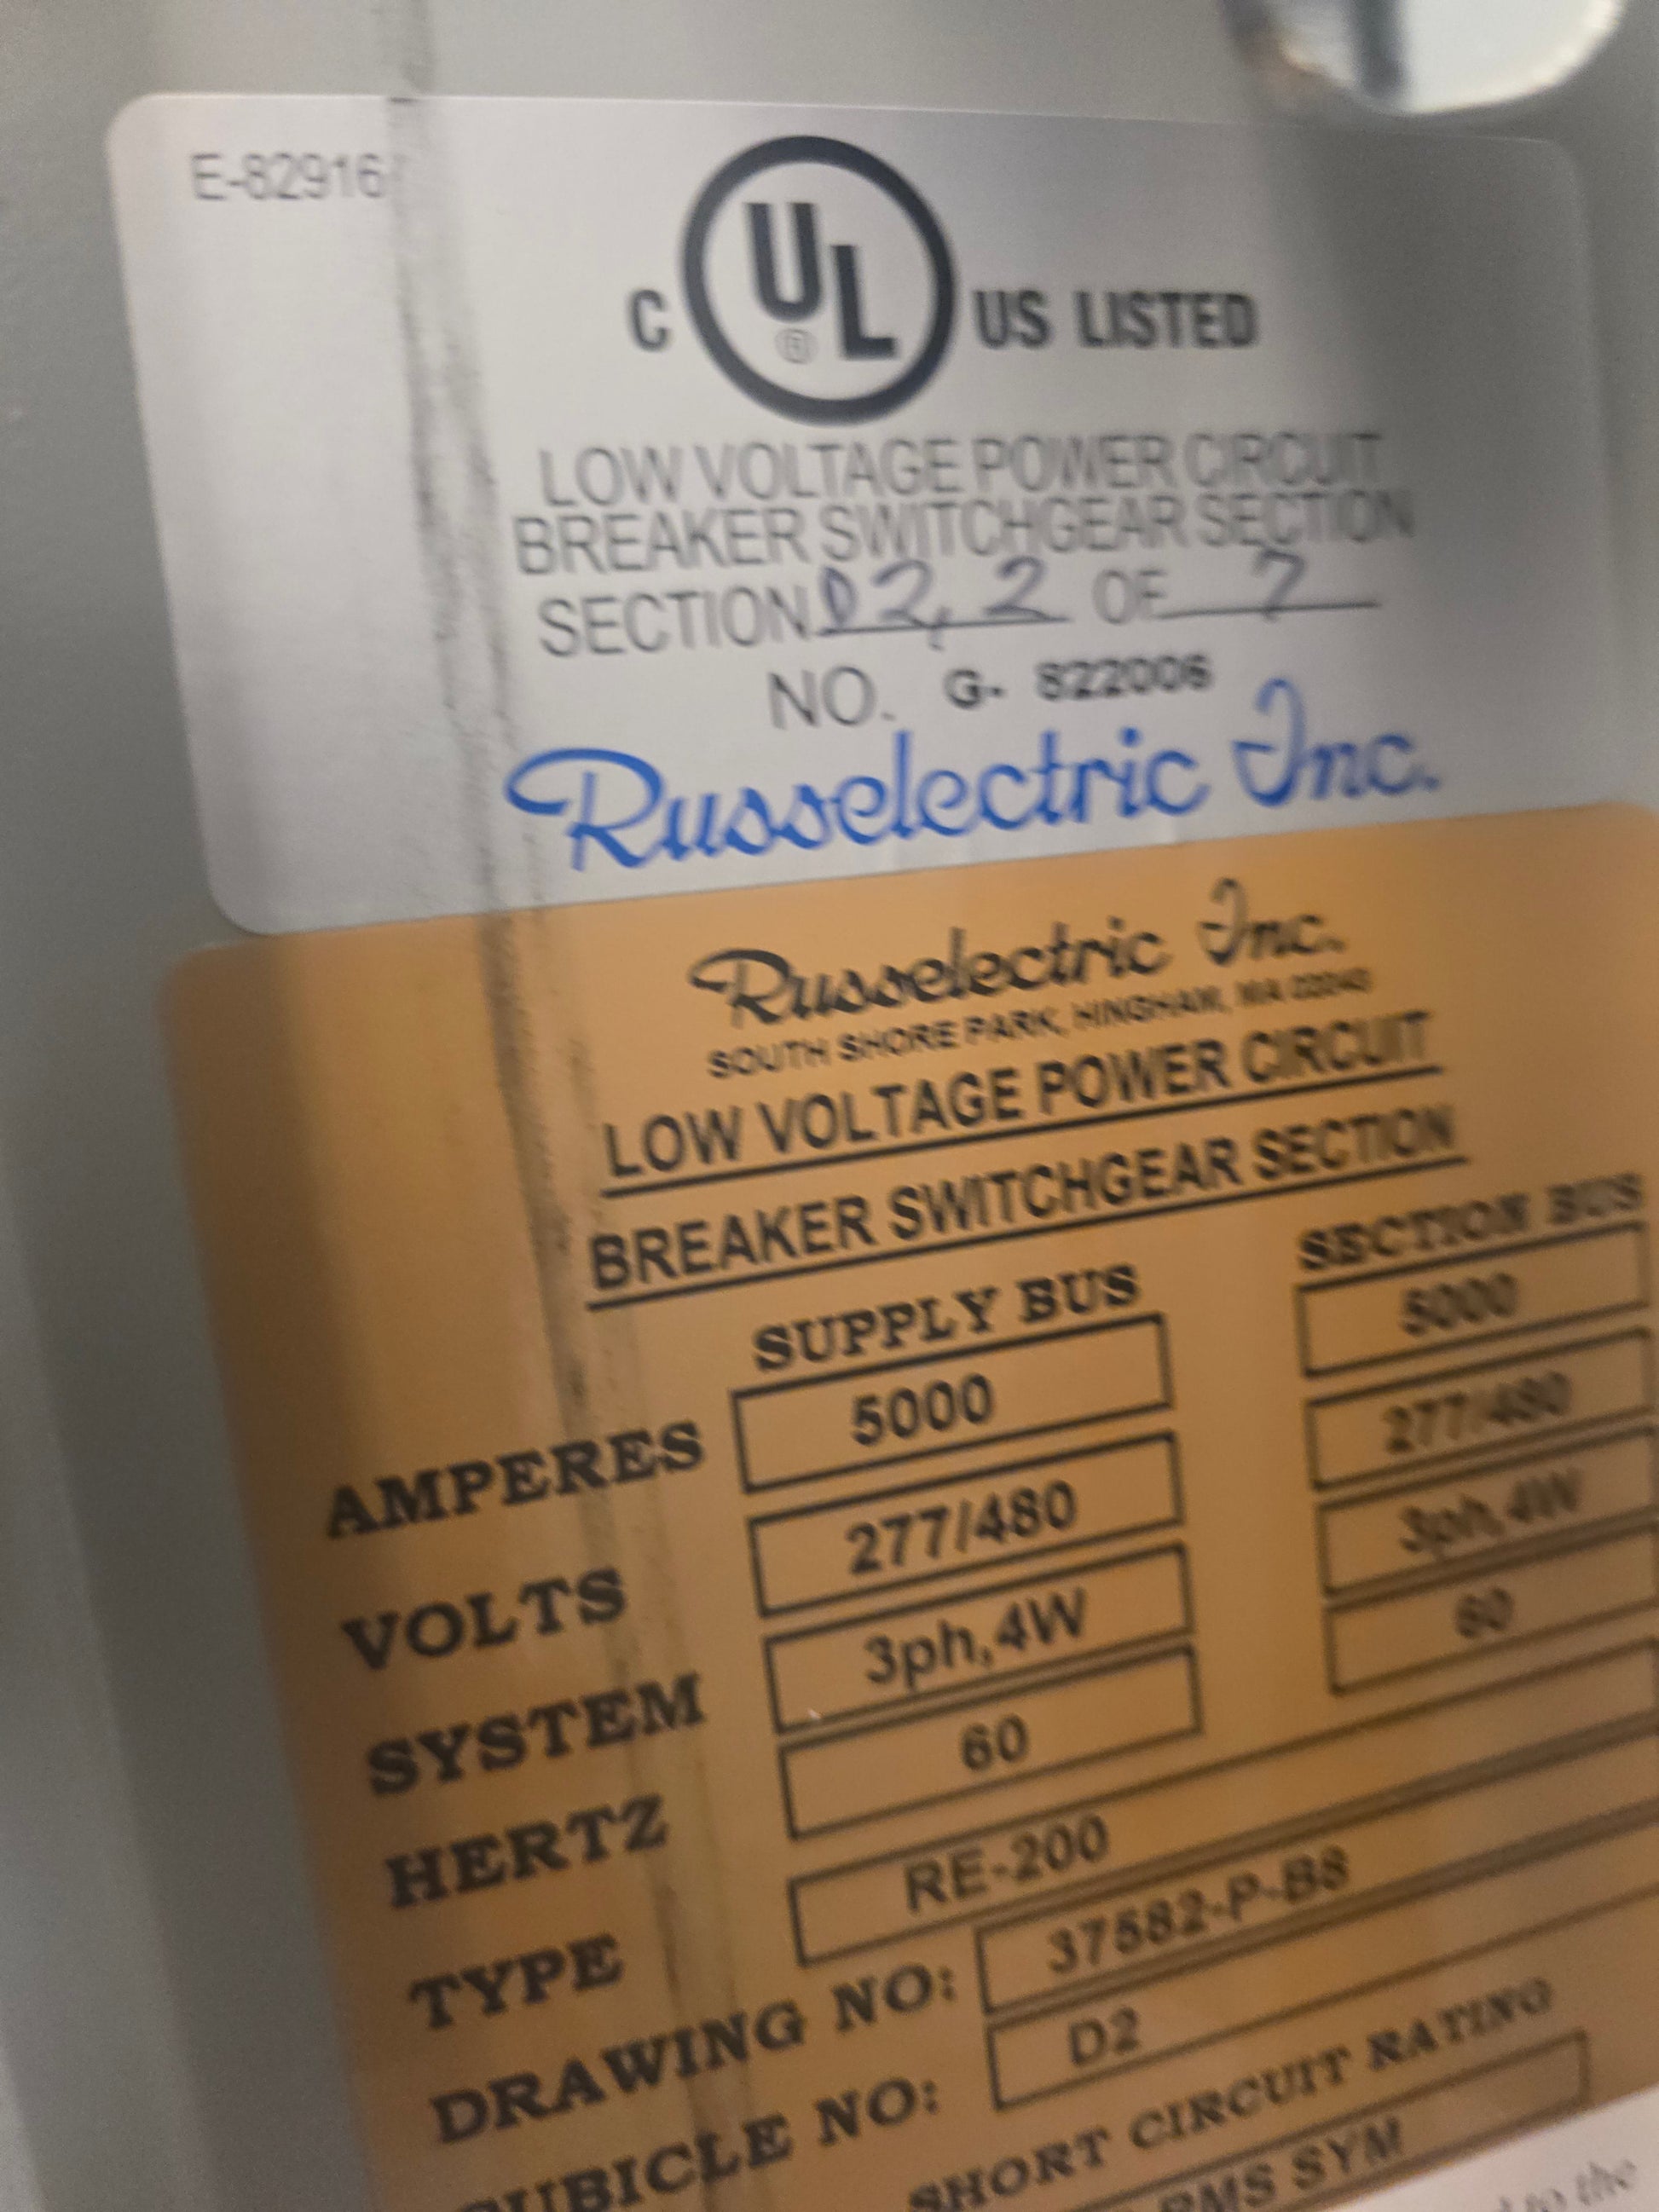 E-82916
C UL ® US LISTED
LOW VOLTAGE POWER CIRCUIT
BREAKER SWITCHGEAR SECTION
SECTION D2, 2 OF 7
NO. G- 822006
Russelectric Inc.
Russelectric Inc.
SOUTH SHORE PARK, HINGHAM, MA 02043
LOW VOLTAGE POWER CIRCUIT
BREAKER SWITCHGEAR SECTION
SUPPLY BUS SECTION BUS
AMPERES 5000 5000
VOLTS 277/480 277/480
SYSTEM 3ph,4W 3ph,4W
HERTZ 60 60
TYPE RE-200
DRAWING NO: 37582-P-B8
CUBICLE NO: D2
SHORT CIRCUIT RATING
RMS SYM
to the